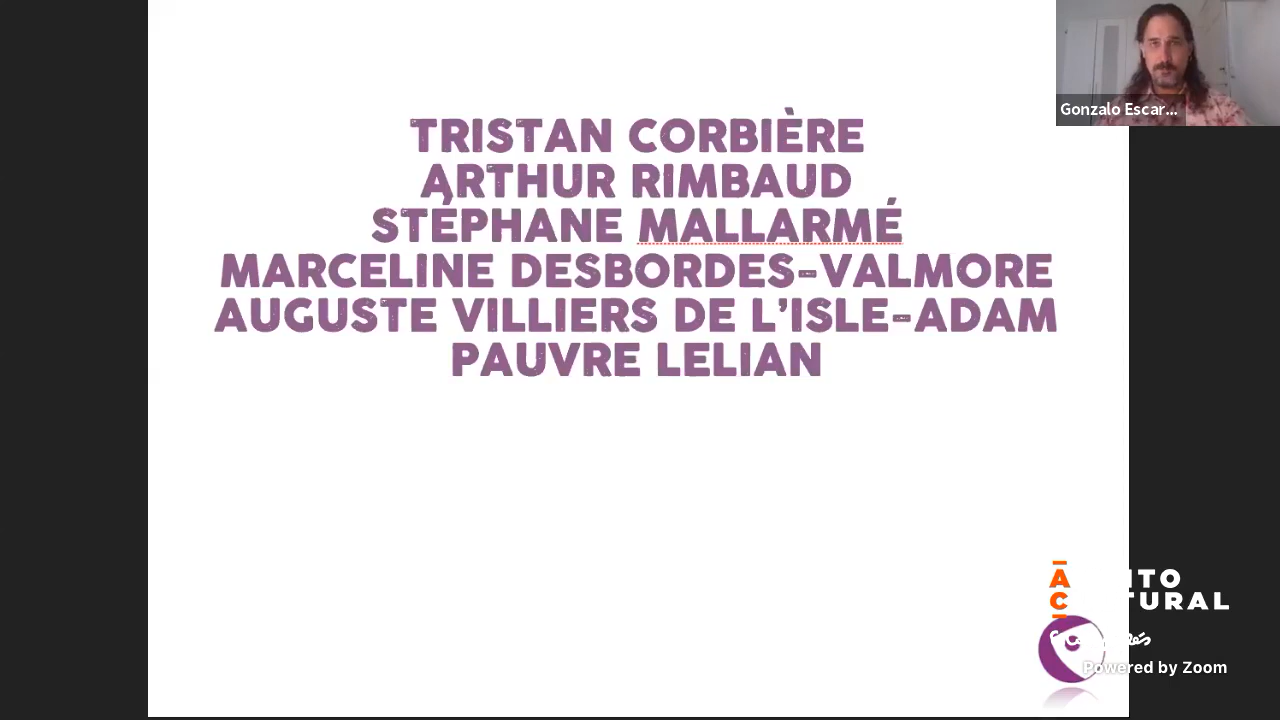 TRISTAN CORBIÈRE
ARTHUR RIMBAUD
STÉPHANE MALLARMÉ
MARCELINE DESBORDES-VALMORE
AUGUSTE VILLIERS DE L'ISLE-ADAM
PAUVRE LELIAN
Gonzalo Escar...
Powered by Zoom